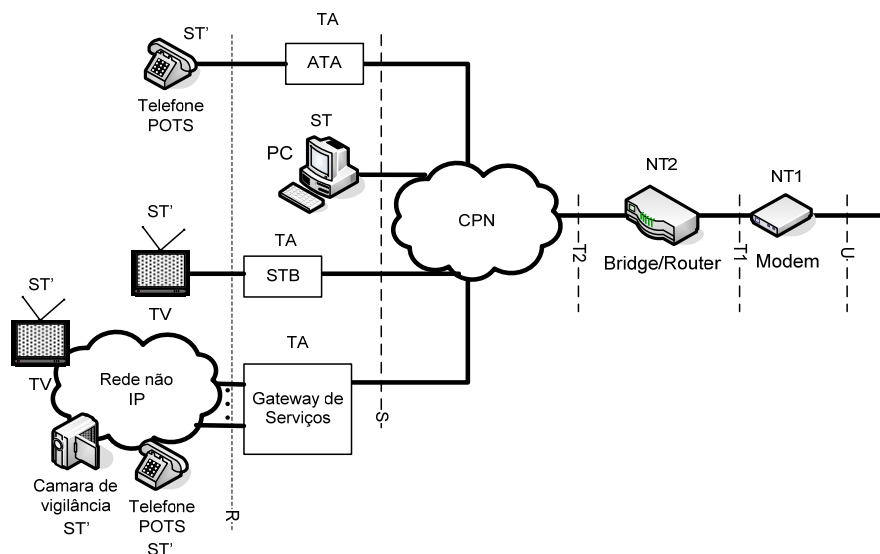 TA
ST'
ATA
Telefone
POTS
ST
PC
NT2
NT1
CPN
ST'
TA
STB
TV
T2
Bridge/Router
T1
Modem
U
ST'
TA
TV
Rede não
IP
Gateway de
Serviços
S
Camara de
vigilância
ST'
Telefone
POTS
ST'
R